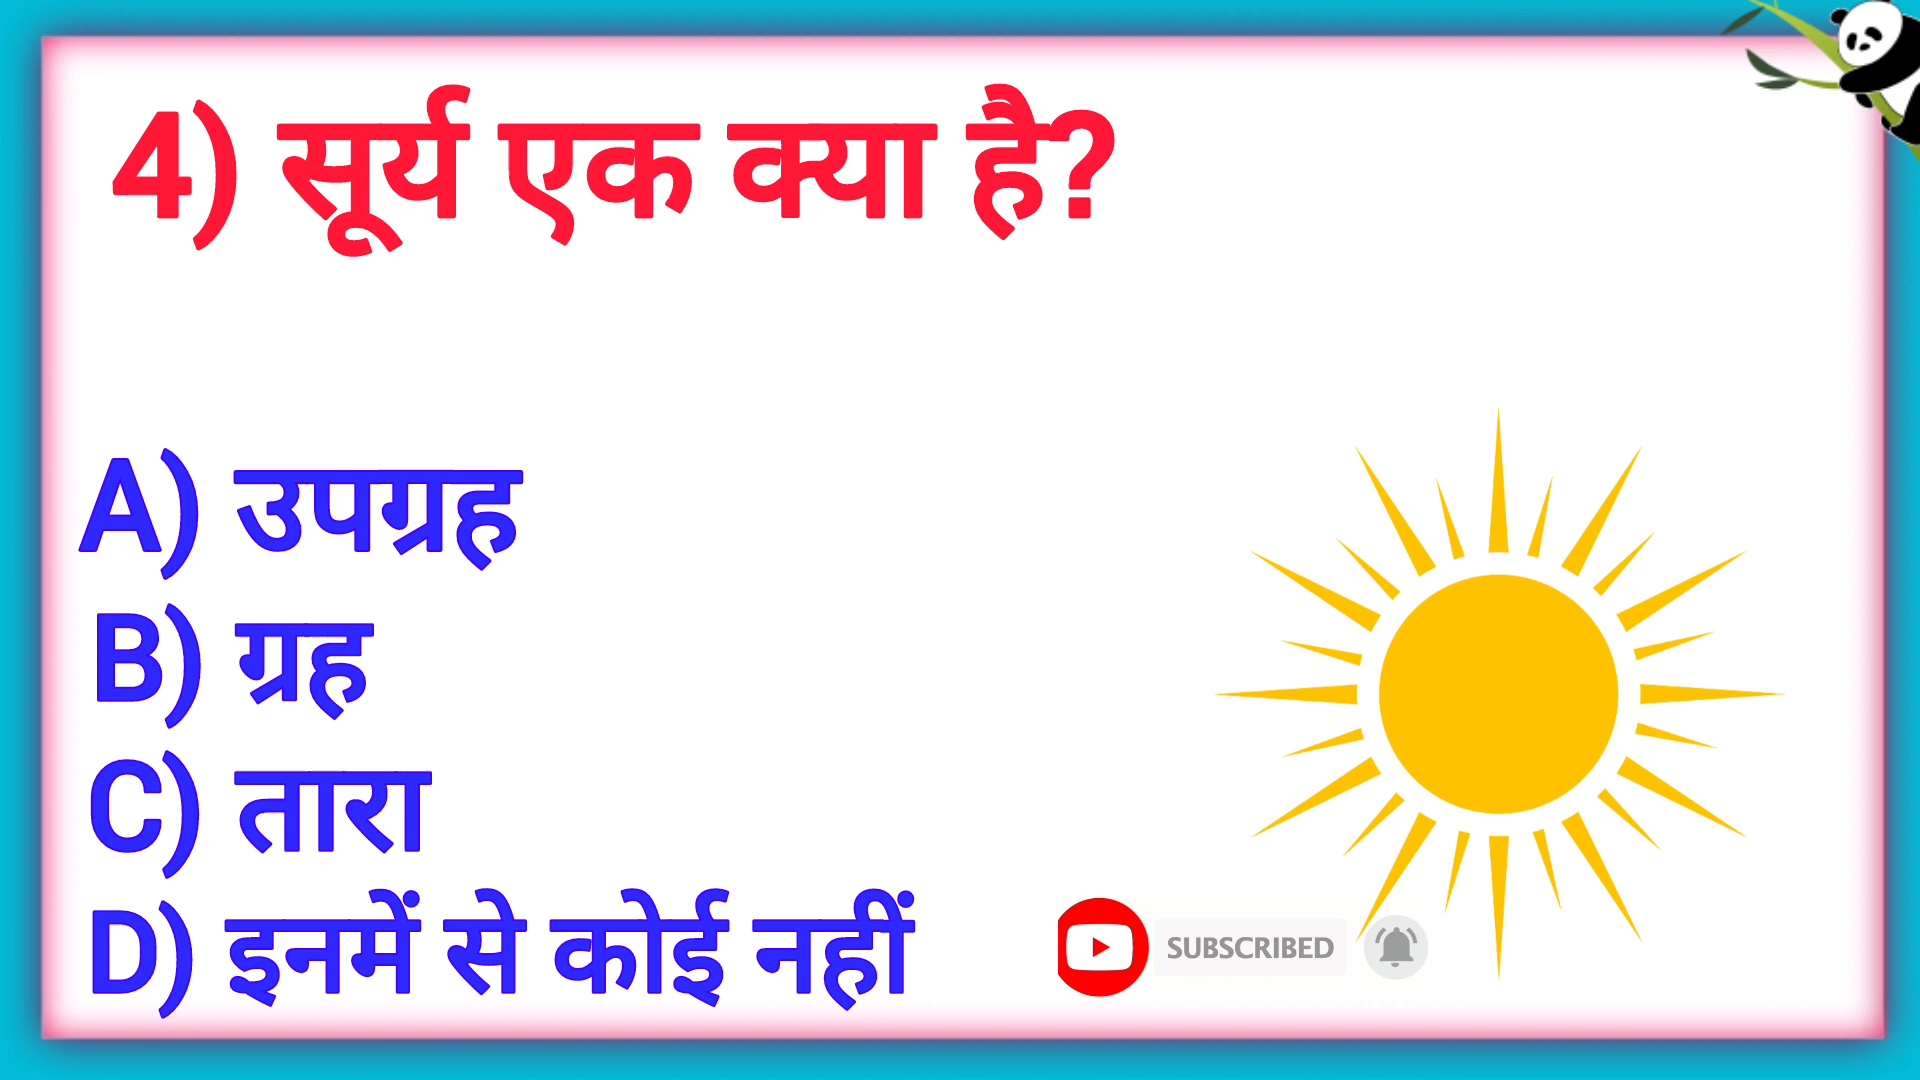 4) सूर्य एक क्या है?
A) उपग्रह
B) ग्रह
C) तारा
D) इनमें से कोई नहीं
SUBSCRIBED